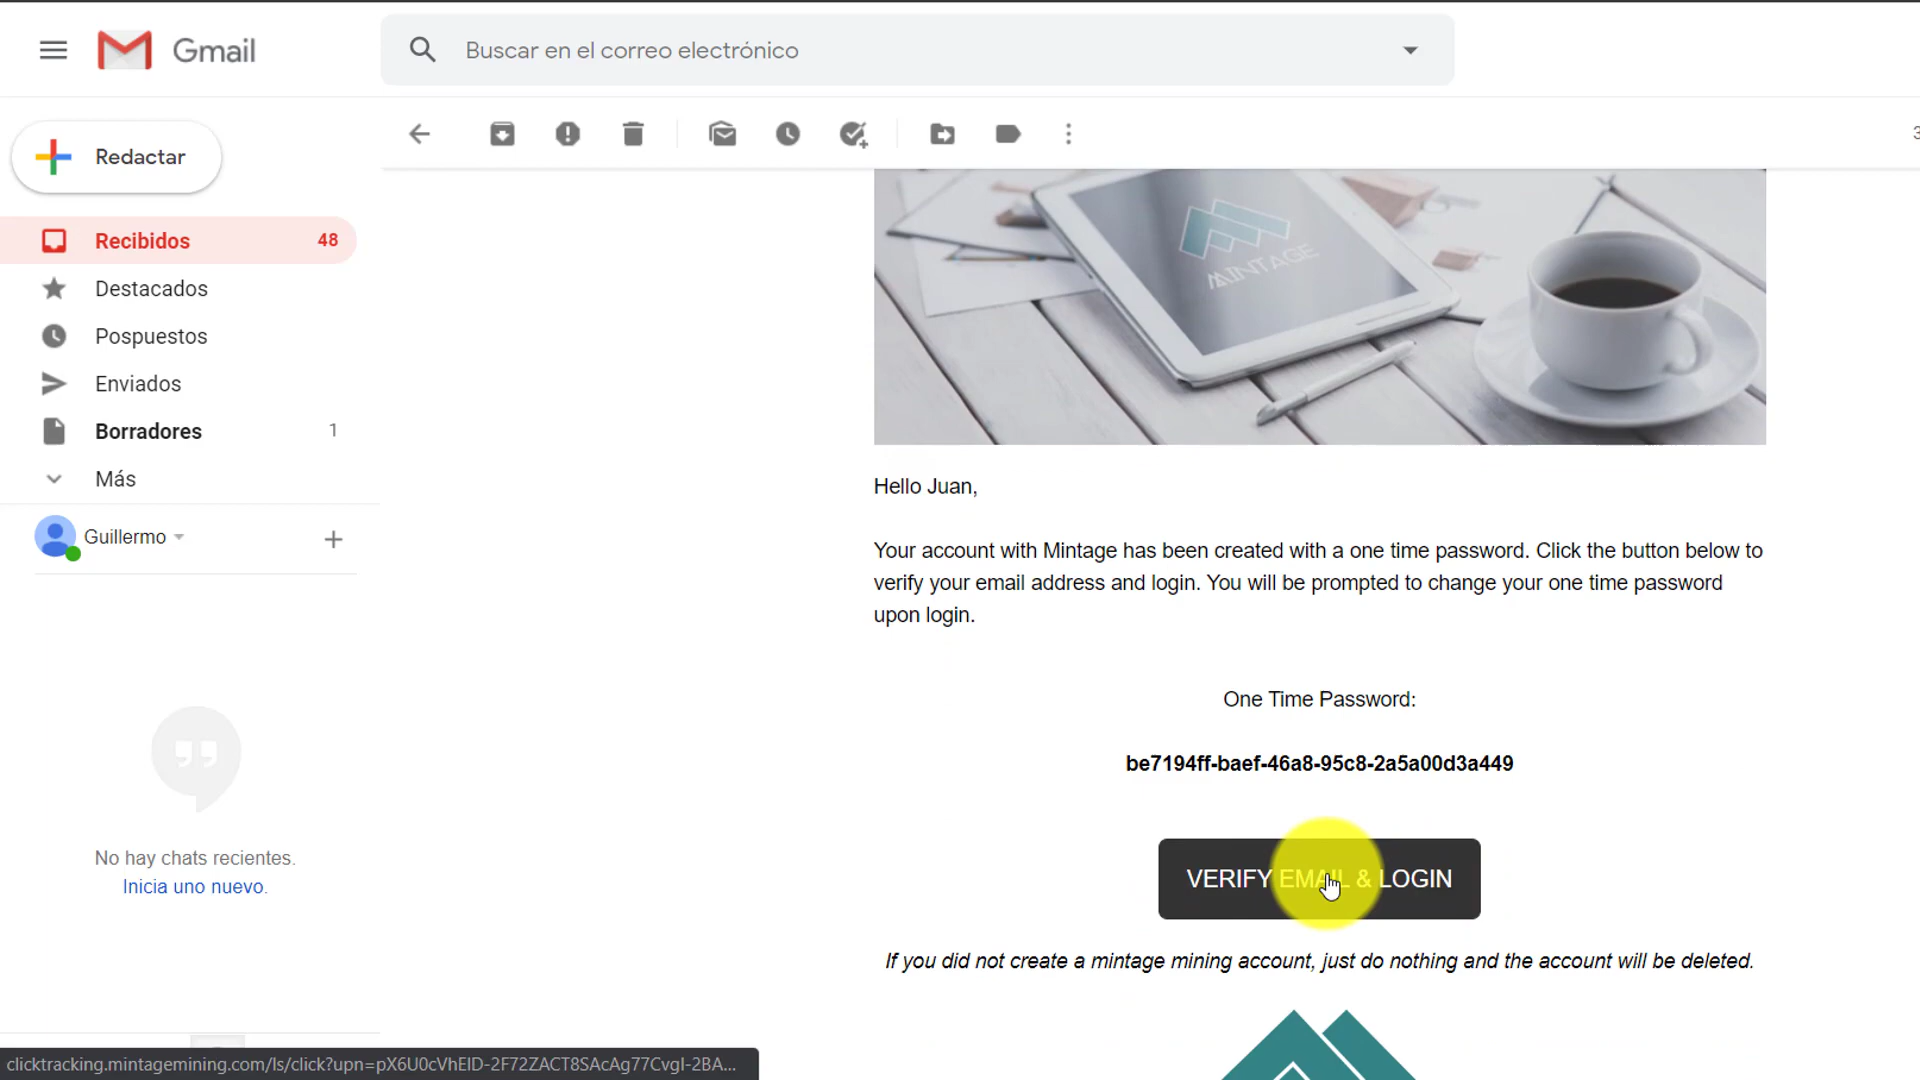 Gmail
Buscar en el correo electrónico
Redactar
Recibidos 48
Destacados
Pospuestos
Enviados
Borradores 1
Más
Guillermo
No hay chats recientes.
Inicia uno nuevo.
MINTAGE
Hello Juan,
Your account with Mintage has been created with a one time password. Click the button below to
verify your email address and login. You will be prompted to change your one time password
upon login.
One Time Password:
be7194ff-baef-46a8-95c8-2a5a00d3a449
VERIFY EMAIL & LOGIN
If you did not create a mintage mining account, just do nothing and the account will be deleted.
clicktracking.mintagemining.com/ls/click?upn=pX6U0cVhEID-2F72ZACT8SAcAg77CvgI-2BA...